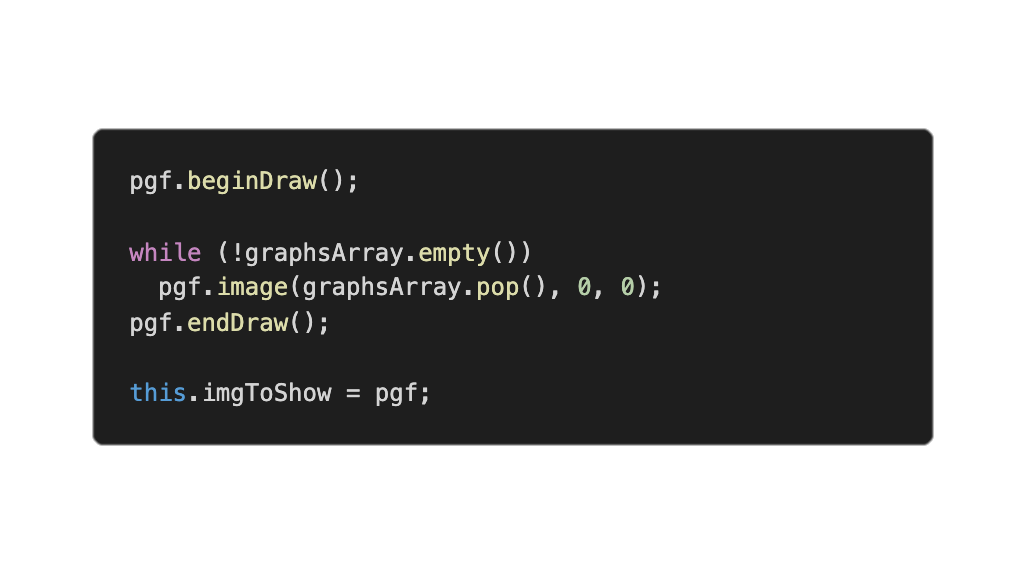 pgf.beginDraw();
while (!graphsArray.empty())
pgf.image(graphsArray.pop(), 0, 0);
pgf.endDraw();
this.imgToShow = pgf;